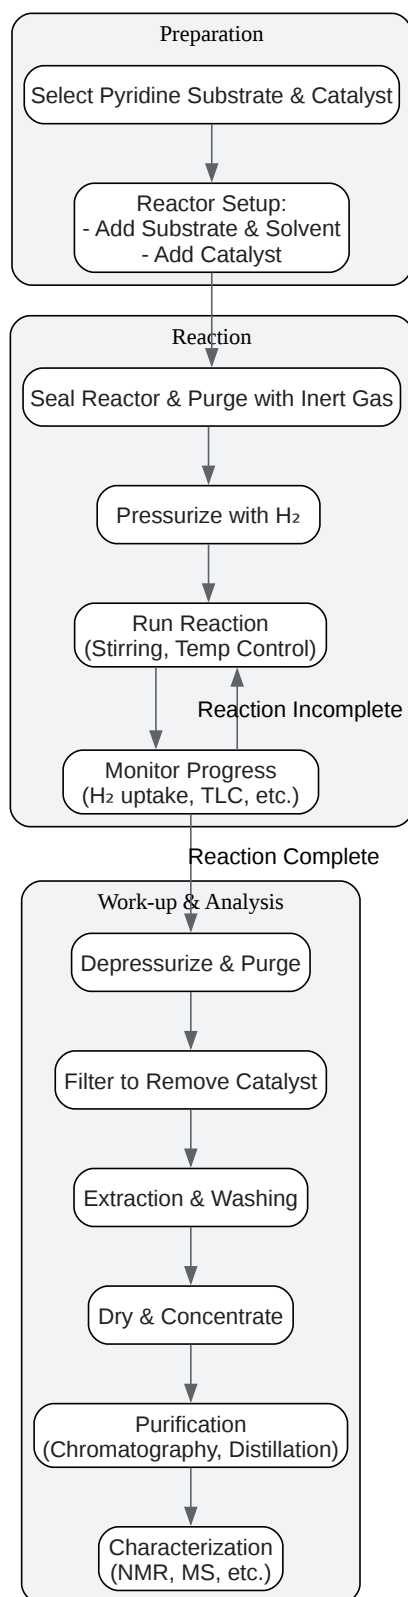 Preparation
Select Pyridine Substrate & Catalyst
Reactor Setup:
- Add Substrate & Solvent
- Add Catalyst
Reaction
Seal Reactor & Purge with Inert Gas
Pressurize with H₂
Run Reaction
(Stirring, Temp Control)
Reaction Incomplete
Monitor Progress
(H₂ uptake, TLC, etc.)
Reaction Complete
Work-up & Analysis
Depressurize & Purge
Filter to Remove Catalyst
Extraction & Washing
Dry & Concentrate
Purification
(Chromatography, Distillation)
Characterization
(NMR, MS, etc.)